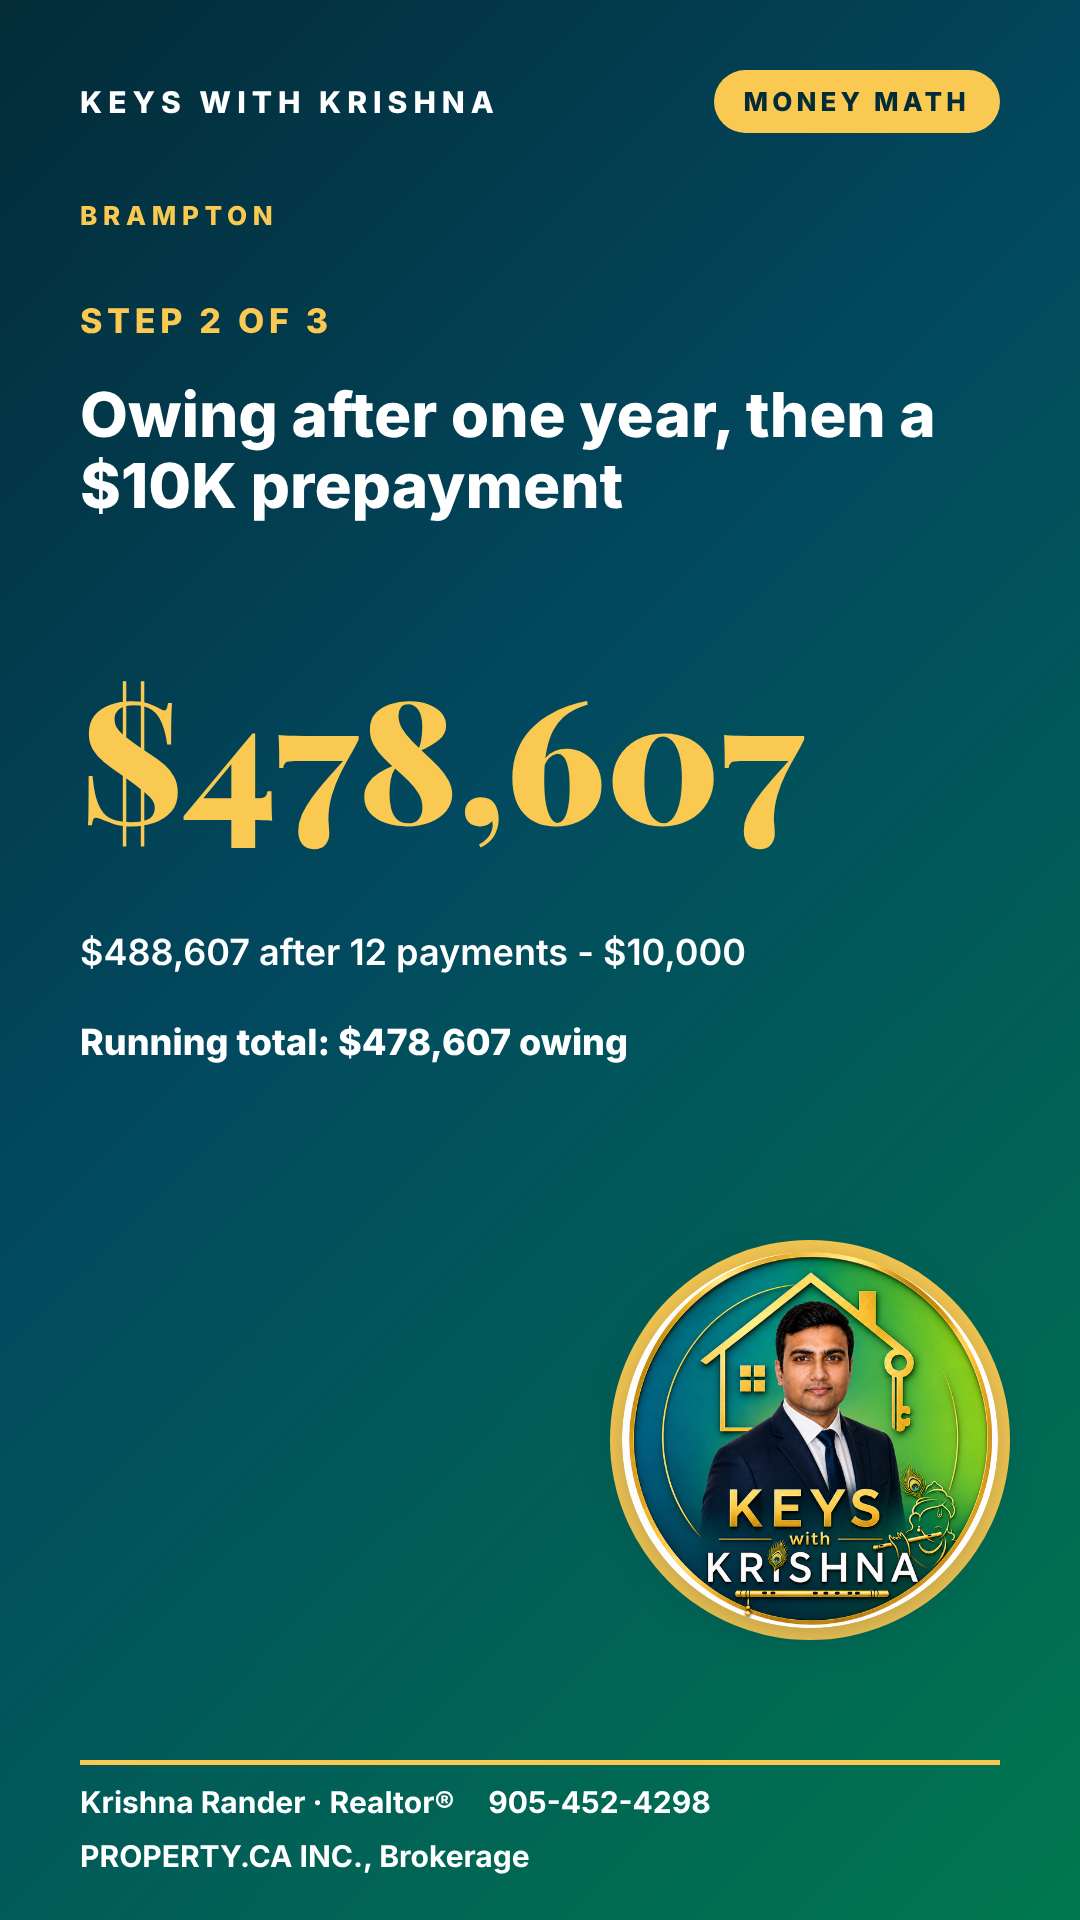 KEYS WITH KRISHNA
MONEY MATH
BRAMPTON
STEP 2 OF 3
Owing after one year, then a
$10K prepayment
$478,607
$488,607 after 12 payments - $10,000
Running total: $478,607 owing
KEYS
with
KRISHNA
Krishna Rander · Realtor® 905-452-4298
PROPERTY.CA INC., Brokerage